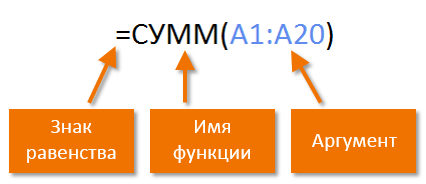 =СУММ(A1:A20)
Знак
равенства
Имя
функции
Аргумент